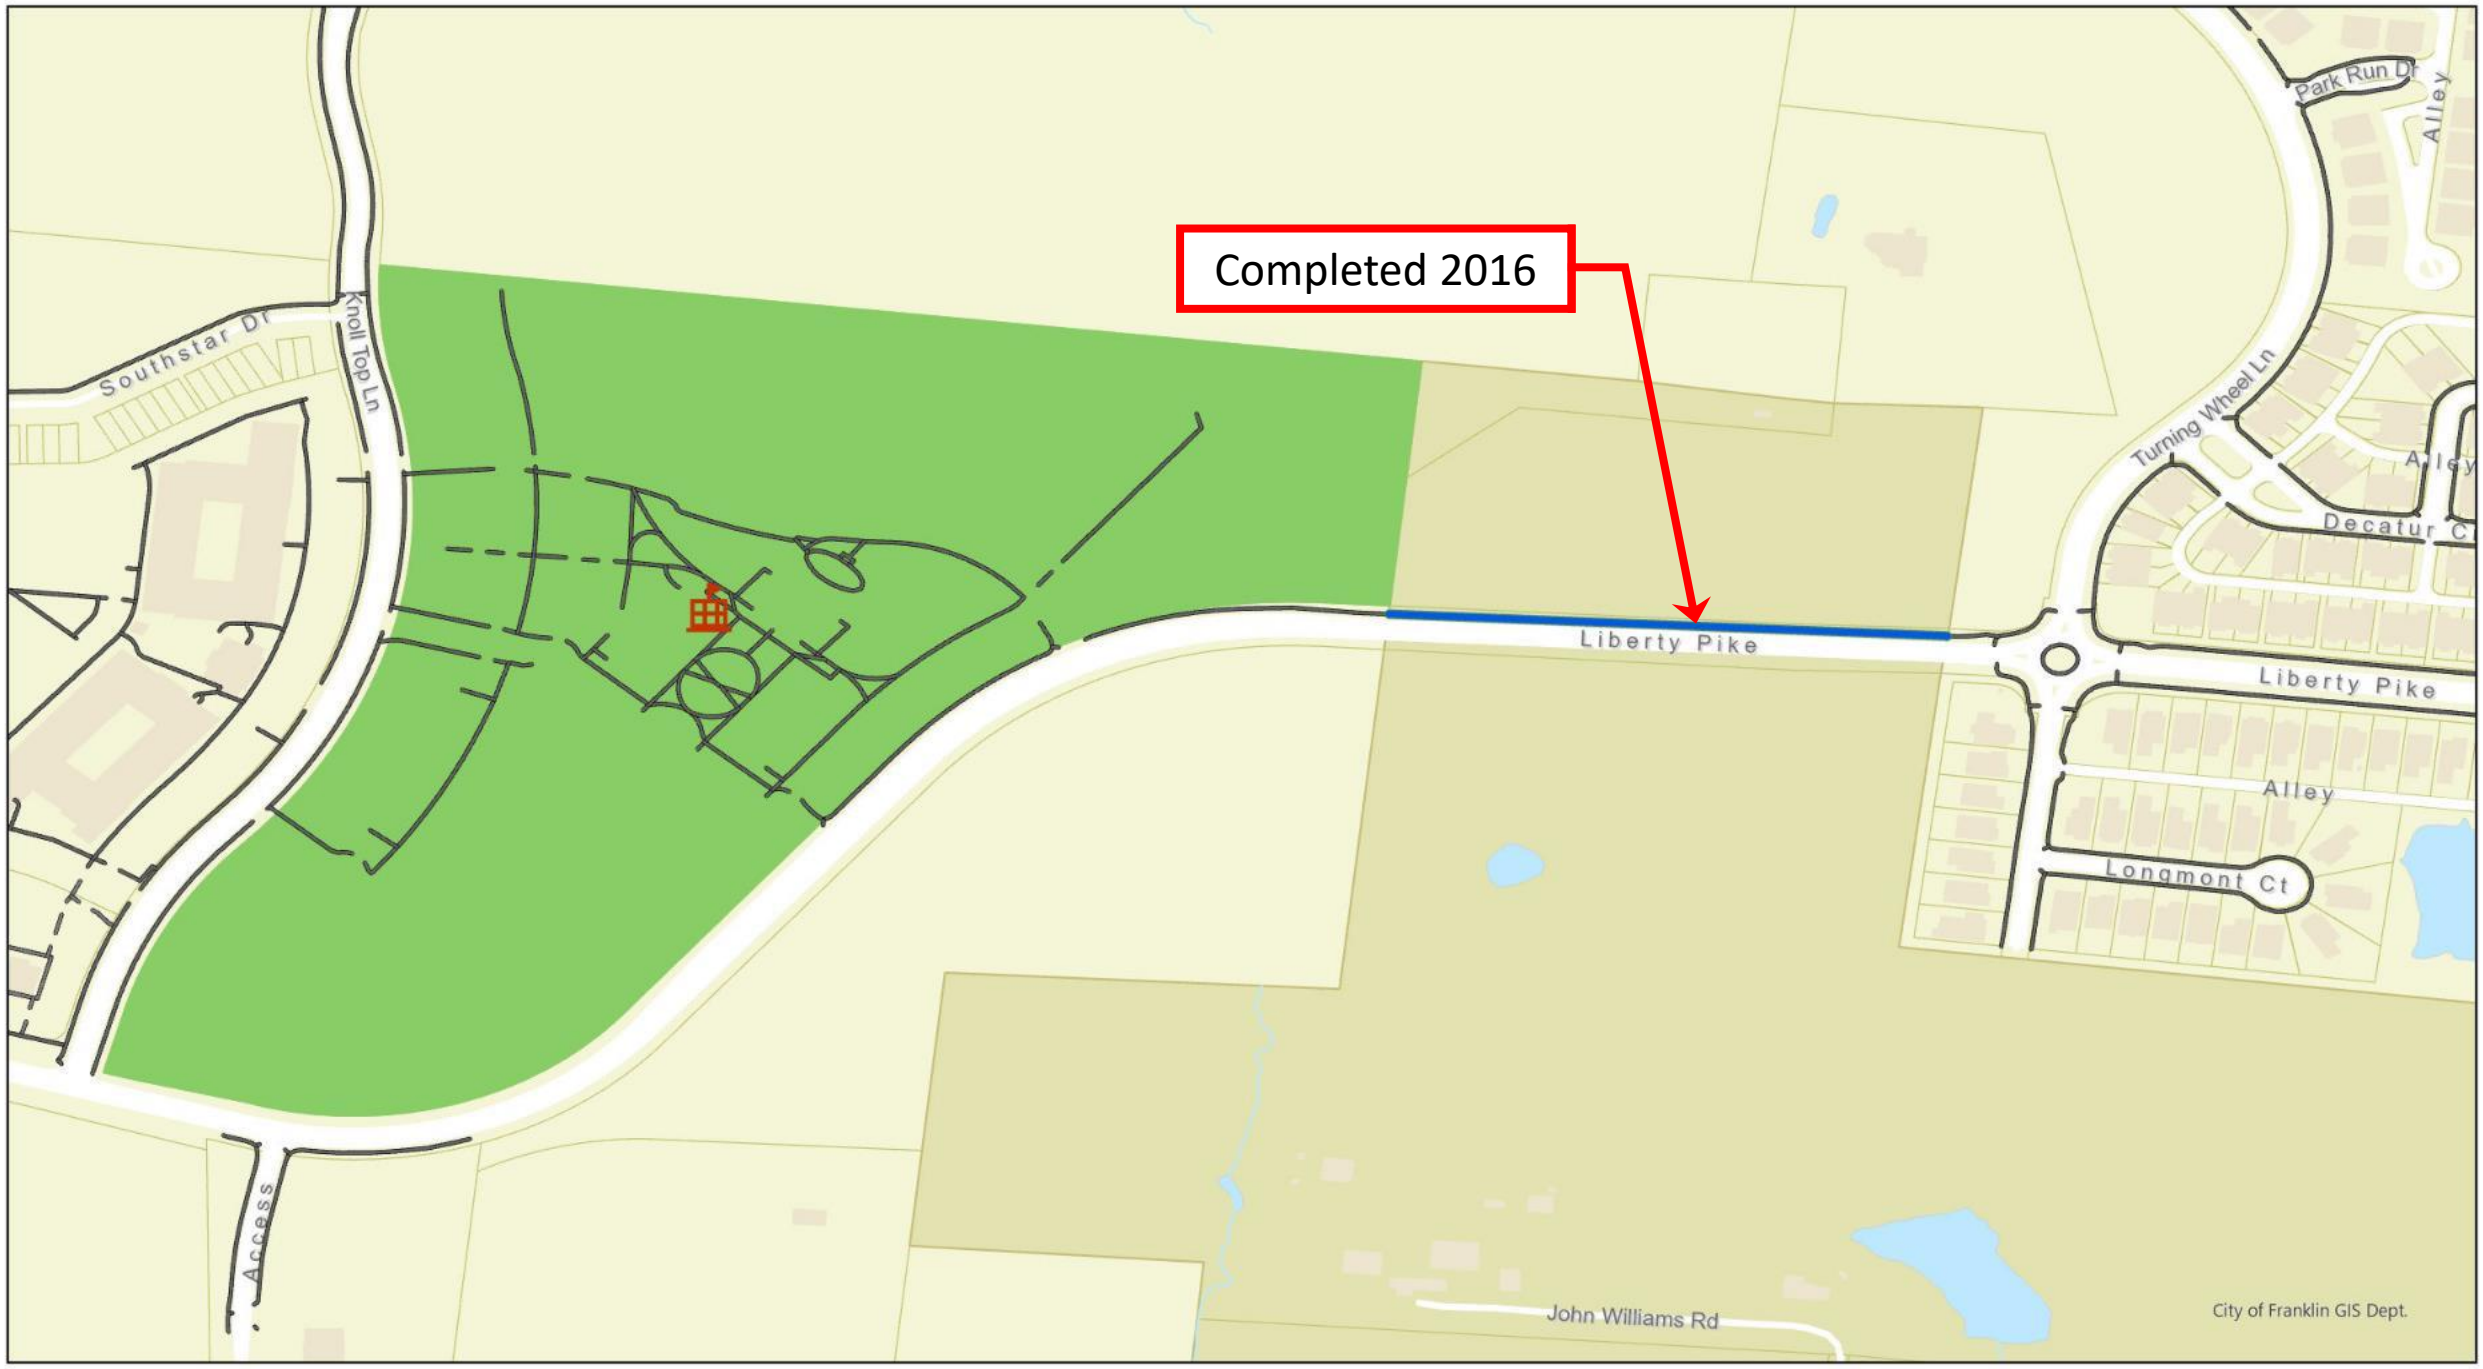 Park Run Dr
Alley
Completed 2016
Southstar Dr
Knoll Top Ln
Turning Wheel Ln
Alley
Decatur C
Liberty Pike
Liberty Pike
Alley
Longmont Ct
Access
John Williams Rd
City of Franklin GIS Dept.